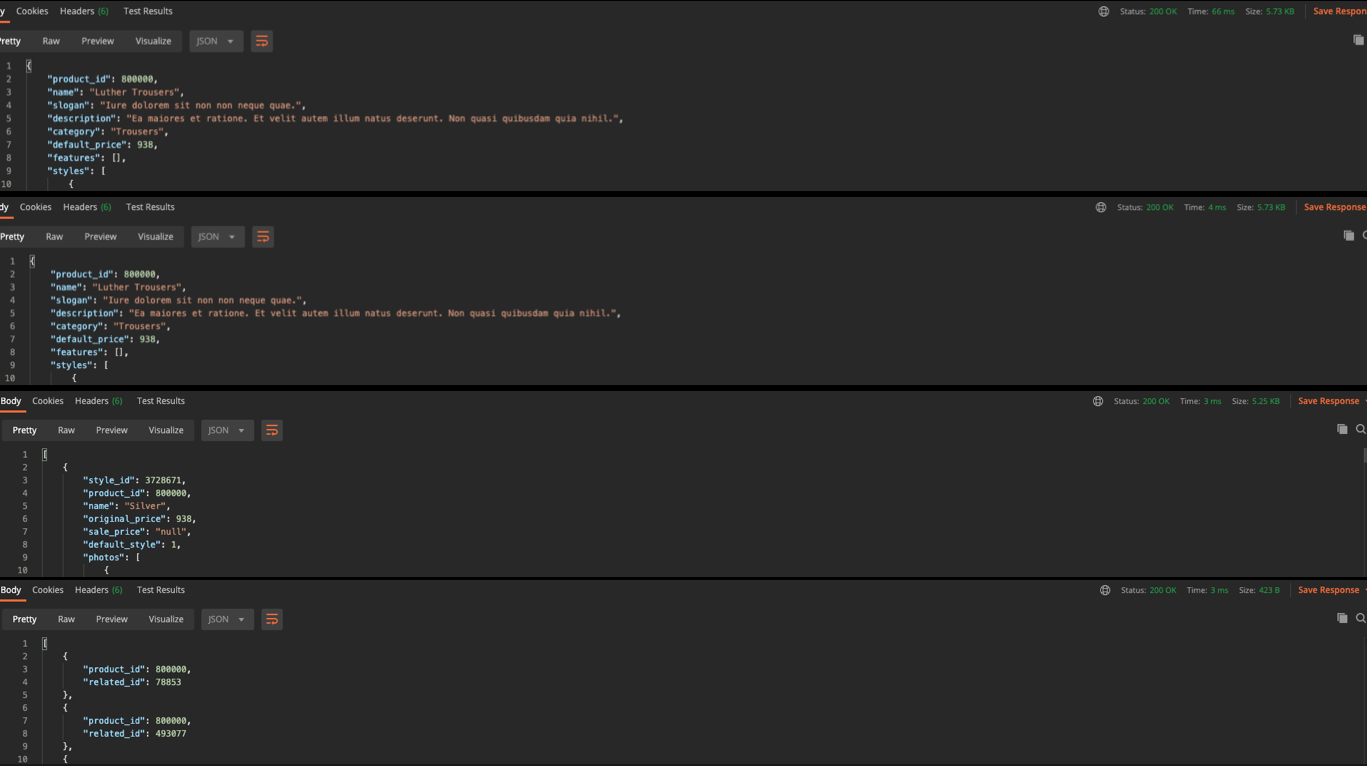 y Cookies Headers (6) Test Results Status: 200 OK Time: 66 ms Size: 5.73 KB Save Respon
Pretty Raw Preview Visualize JSON
1 {
2 "product_id": 800000,
3 "name": "Luther Trousers",
4 "slogan": "Iure dolorem sit non non neque quae.",
5 "description": "Ea maiores et ratione. Et velit autem illum natus deserunt. Non quasi quibusdam quia nihil.",
6 "category": "Trousers",
7 "default_price": 938,
8 "features": [],
9 "styles": [
10 {
dy Cookies Headers (6) Test Results Status: 200 OK Time: 4 ms Size: 5.73 KB Save Response
Pretty Raw Preview Visualize JSON
1 {
2 "product_id": 800000,
3 "name": "Luther Trousers",
4 "slogan": "Iure dolorem sit non non neque quae.",
5 "description": "Ea maiores et ratione. Et velit autem illum natus deserunt. Non quasi quibusdam quia nihil.",
6 "category": "Trousers",
7 "default_price": 938,
8 "features": [],
9 "styles": [
10 {
Body Cookies Headers (6) Test Results Status: 200 OK Time: 3 ms Size: 5.25 KB Save Response
Pretty Raw Preview Visualize JSON
1 [
2 {
3 "style_id": 3728671,
4 "product_id": 800000,
5 "name": "Silver",
6 "original_price": 938,
7 "sale_price": "null",
8 "default_style": 1,
9 "photos": [
10 {
Body Cookies Headers (6) Test Results Status: 200 OK Time: 3 ms Size: 423 B Save Response
Pretty Raw Preview Visualize JSON
1 [
2 {
3 "product_id": 800000,
4 "related_id": 78853
5 },
6 {
7 "product_id": 800000,
8 "related_id": 493077
9 },
10 {